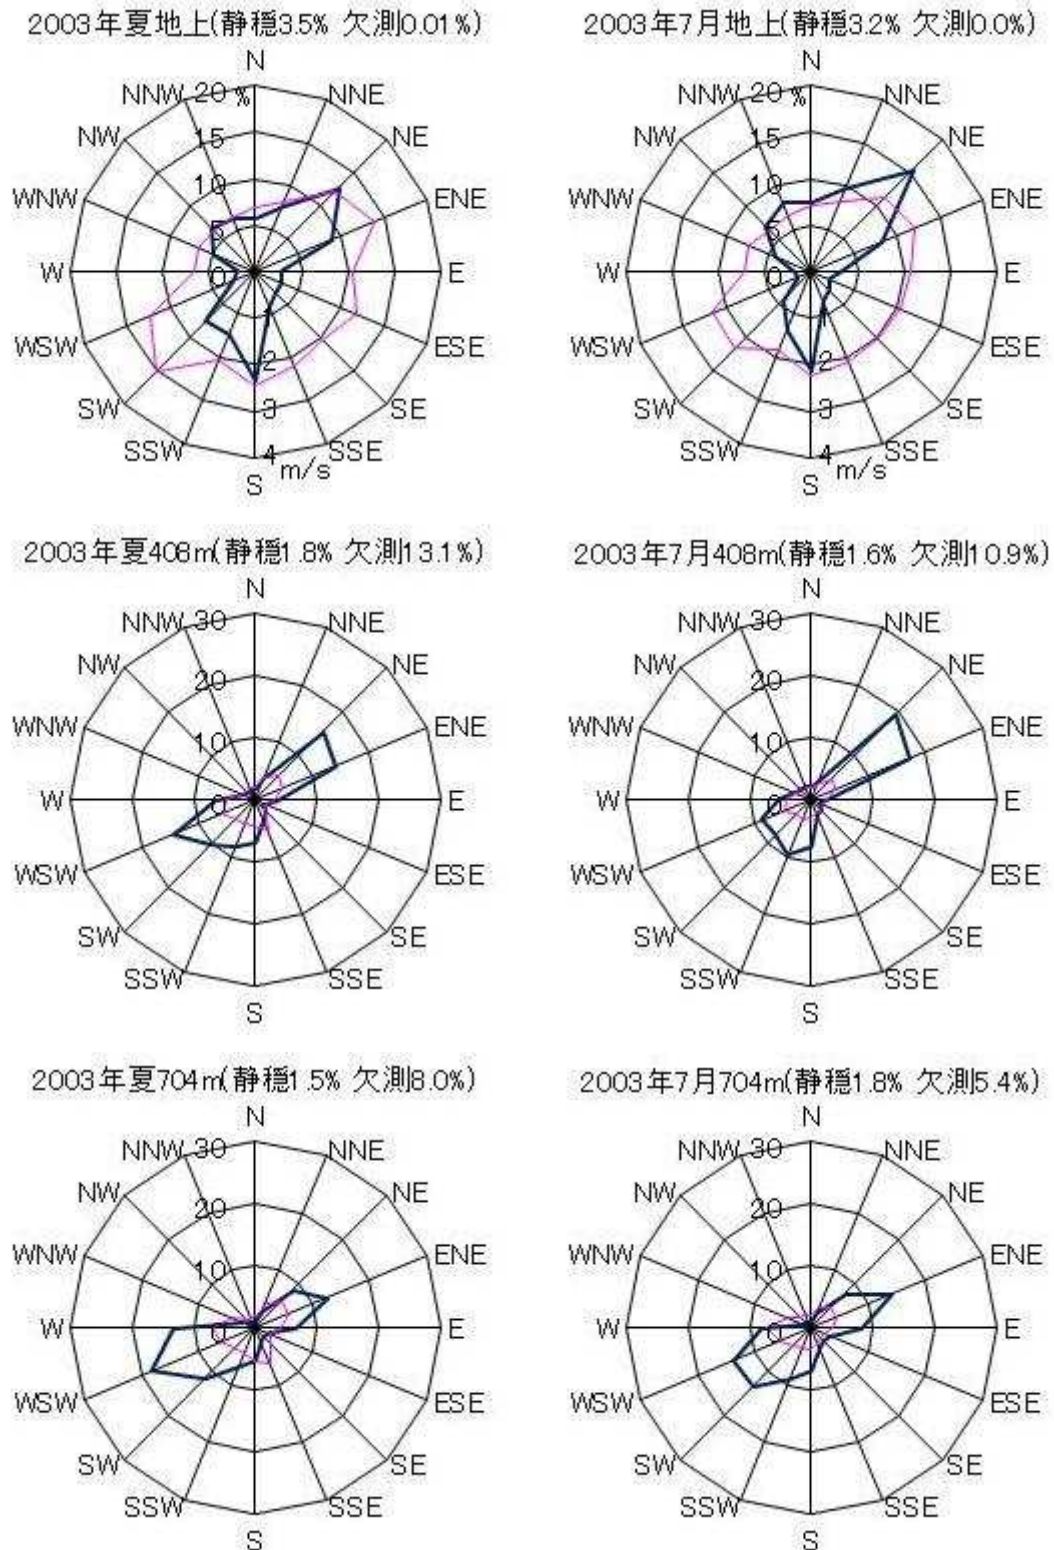 2003年夏地上(静穏3.5% 欠測0.01%)
N
NNW 20 % NNE
NW 15 NE
WNW 10 ENE
5
W 0 E
1
WSW 2 ESE
SW 3 SE
SSW 4 m/s SSE
S
2003年7月地上(静穏3.2% 欠測0.0%)
N
NNW 20 % NNE
NW 15 NE
WNW 10 ENE
5
W 0 E
1
WSW 2 ESE
SW 3 SE
SSW 4 m/s SSE
S
2003年夏408m(静穏1.8% 欠測13.1%)
N
NNW 30 NNE
NW 20 NE
WNW 10 ENE
W 0 E
WSW ESE
SW SE
SSW SSE
S
2003年7月408m(静穏1.6% 欠測10.9%)
N
NNW 30 NNE
NW 20 NE
WNW 10 ENE
W 0 E
WSW ESE
SW SE
SSW SSE
S
2003年夏704m(静穏1.5% 欠測8.0%)
N
NNW 30 NNE
NW 20 NE
WNW 10 ENE
W 0 E
WSW ESE
SW SE
SSW SSE
S
2003年7月704m(静穏1.8% 欠測5.4%)
N
NNW 30 NNE
NW 20 NE
WNW 10 ENE
W 0 E
WSW ESE
SW SE
SSW SSE
S